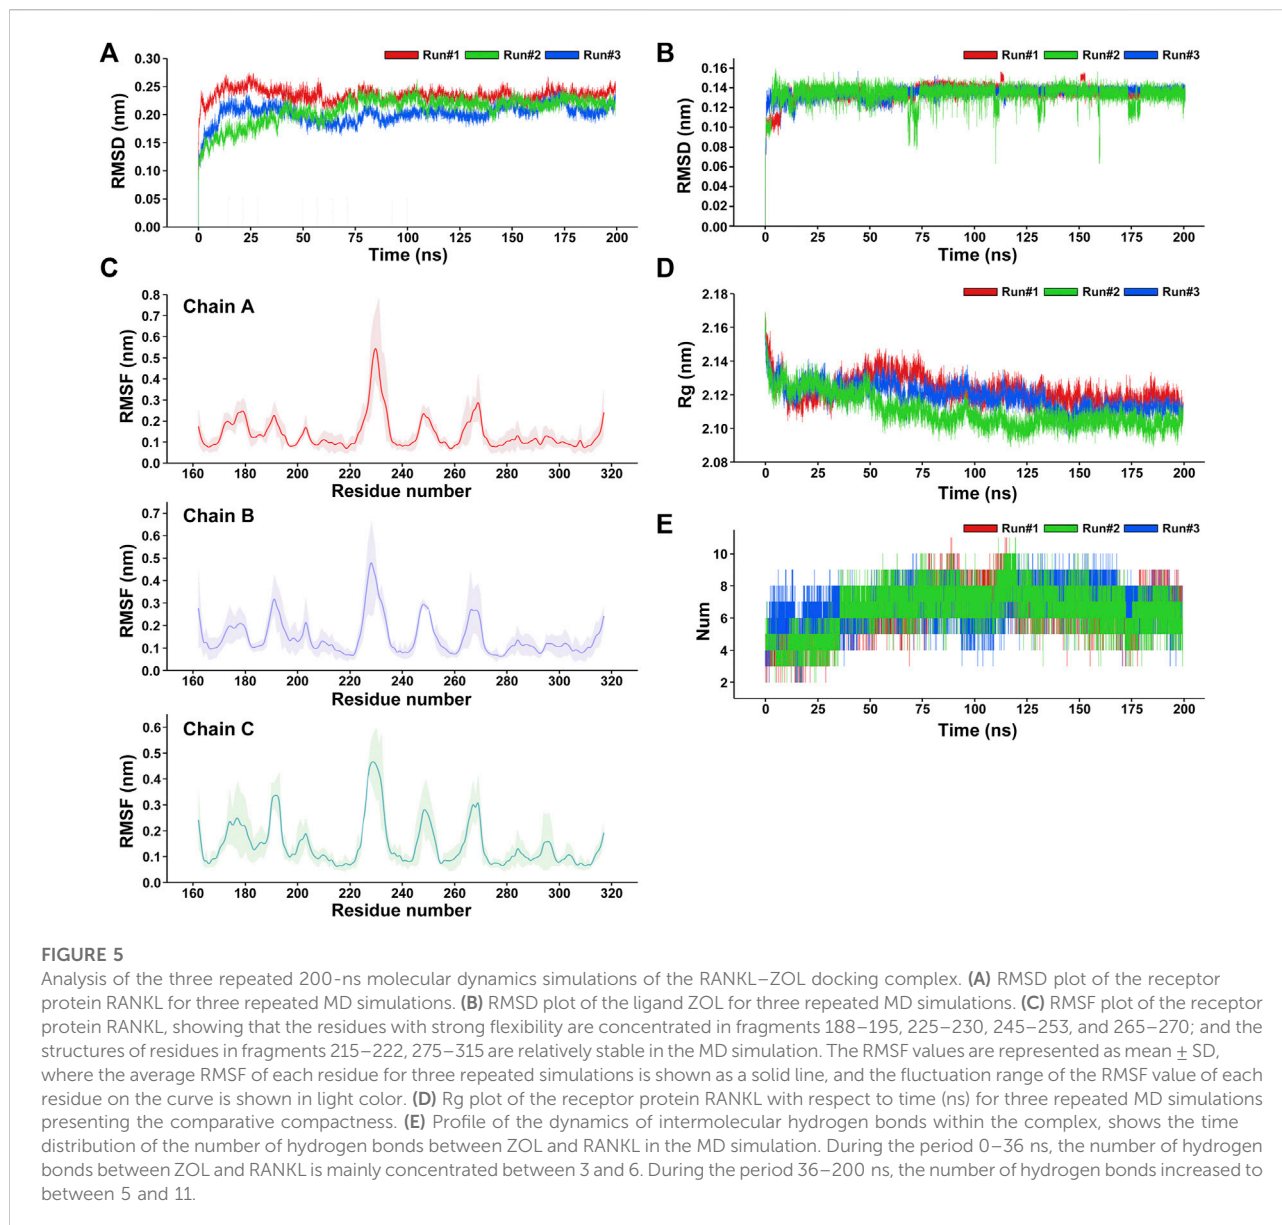 A
Run#1 Run#2 Run#3
0.30
0.25
0.20
0.15
0.10
0.05
0.00
RMSD (nm)
0 25 50 75 100 125 150 175 200
Time (ns)
B
Run#1 Run#2 Run#3
0.16
0.14
0.12
0.10
0.08
0.06
0.04
0.02
0.00
RMSD (nm)
0 25 50 75 100 125 150 175 200
Time (ns)
C
Chain A
0.8
0.7
0.6
0.5
0.4
0.3
0.2
0.1
0.0
RMSF (nm)
160 180 200 220 240 260 280 300 320
Residue number
Chain B
0.7
0.6
0.5
0.4
0.3
0.2
0.1
0.0
RMSF (nm)
160 180 200 220 240 260 280 300 320
Residue number
Chain C
0.6
0.5
0.4
0.3
0.2
0.1
0.0
RMSF (nm)
160 180 200 220 240 260 280 300 320
Residue number
D
Run#1 Run#2 Run#3
2.18
2.16
2.14
2.12
2.10
2.08
Rg (nm)
0 25 50 75 100 125 150 175 200
Time (ns)
E
Run#1 Run#2 Run#3
10
8
6
4
2
Num
0 25 50 75 100 125 150 175 200
Time (ns)
FIGURE 5
Analysis of the three repeated 200-ns molecular dynamics simulations of the RANKL–ZOL docking complex. (A) RMSD plot of the receptor
protein RANKL for three repeated MD simulations. (B) RMSD plot of the ligand ZOL for three repeated MD simulations. (C) RMSF plot of the receptor
protein RANKL, showing that the residues with strong flexibility are concentrated in fragments 188–195, 225–230, 245–253, and 265–270; and the
structures of residues in fragments 215–222, 275–315 are relatively stable in the MD simulation. The RMSF values are represented as mean ± SD,
where the average RMSF of each residue for three repeated simulations is shown as a solid line, and the fluctuation range of the RMSF value of each
residue on the curve is shown in light color. (D) Rg plot of the receptor protein RANKL with respect to time (ns) for three repeated MD simulations
presenting the comparative compactness. (E) Profile of the dynamics of intermolecular hydrogen bonds within the complex, shows the time
distribution of the number of hydrogen bonds between ZOL and RANKL in the MD simulation. During the period 0–36 ns, the number of hydrogen
bonds between ZOL and RANKL is mainly concentrated between 3 and 6. During the period 36–200 ns, the number of hydrogen bonds increased to
between 5 and 11.